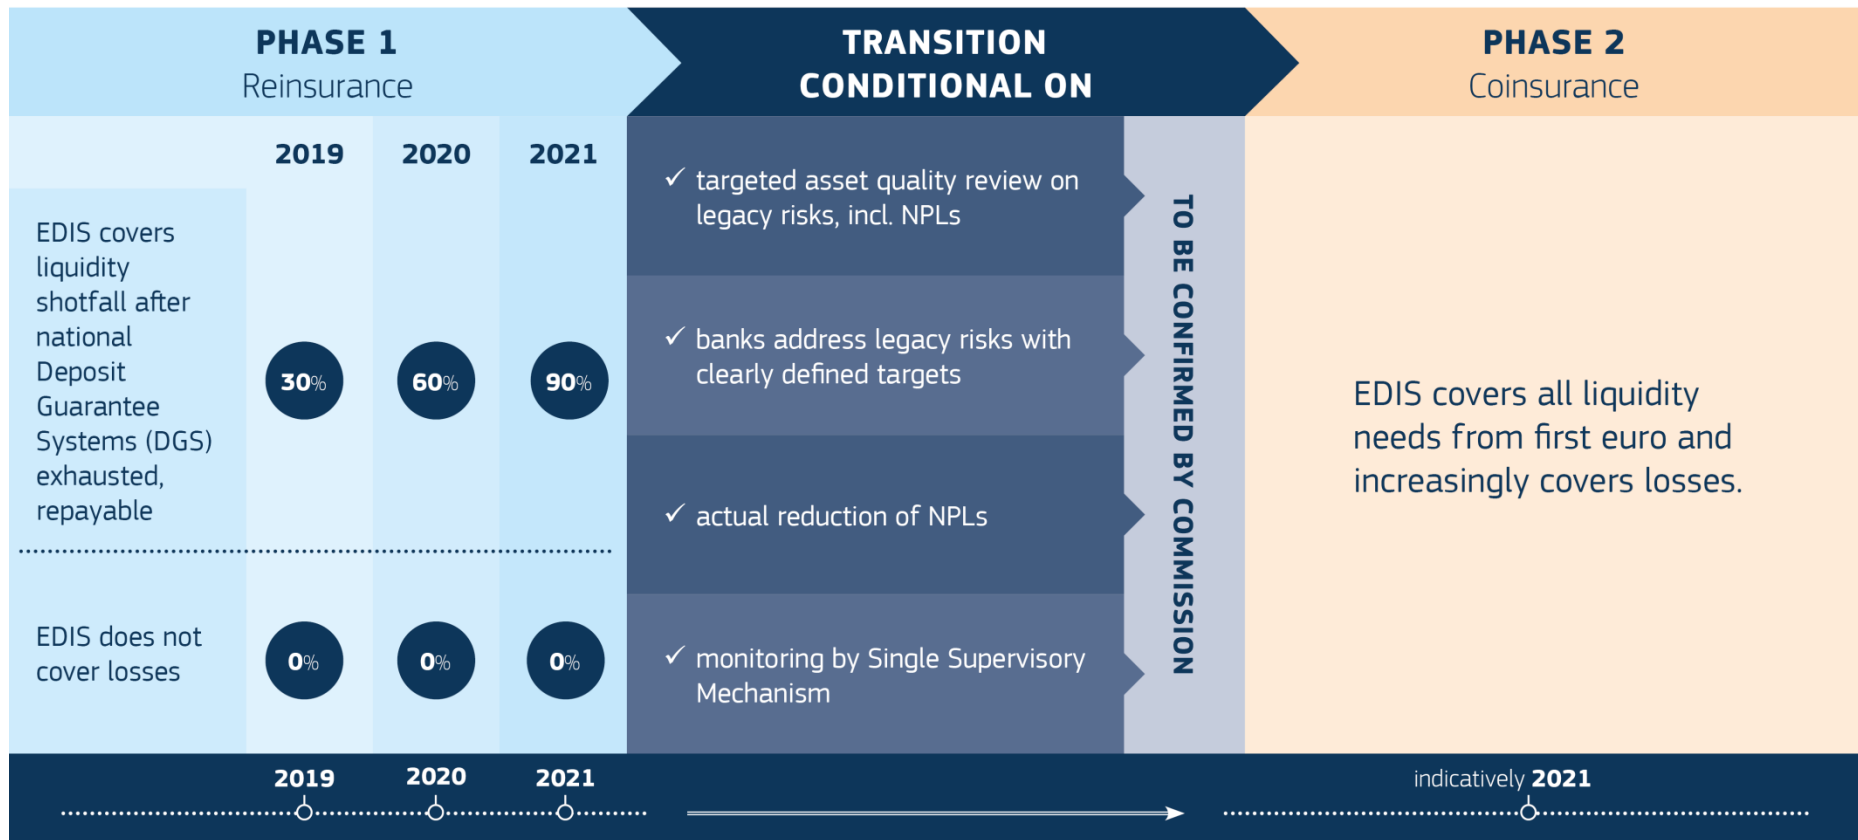 PHASE 1
Reinsurance
TRANSITION
CONDITIONAL ON
PHASE 2
Coinsurance
2019
2020
2021
EDIS covers
liquidity
shotfall after
national
Deposit
Guarantee
Systems (DGS)
exhausted,
repayable
30%
60%
90%
EDIS does not
cover losses
0%
0%
0%
✓ targeted asset quality review on
legacy risks, incl. NPLs
✓ banks address legacy risks with
clearly defined targets
✓ actual reduction of NPLs
✓ monitoring by Single Supervisory
Mechanism
TO BE CONFIRMED BY COMMISSION
EDIS covers all liquidity
needs from first euro and
increasingly covers losses.
2019
2020
2021
indicatively 2021